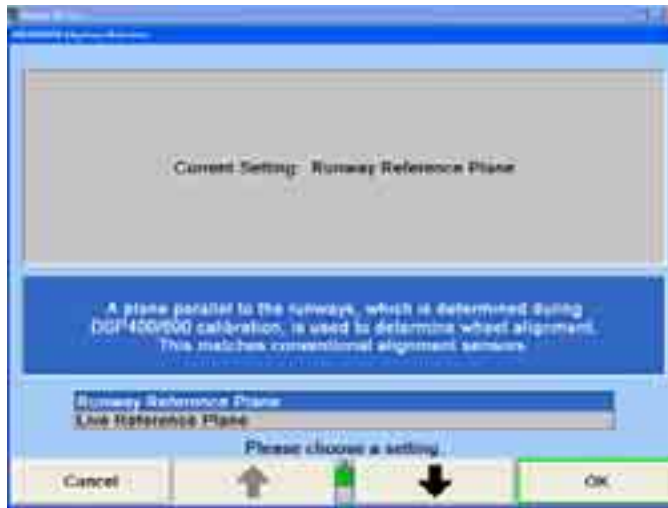 Current Setting: Runway Reference Plane
A plane parallel to the runways, which is determined during
DSP400/600 calibration, is used to determine wheel alignment.
This matches conventional alignment sensors.
Runway Reference Plane
Live Reference Plane
Please choose a setting
Cancel
OK